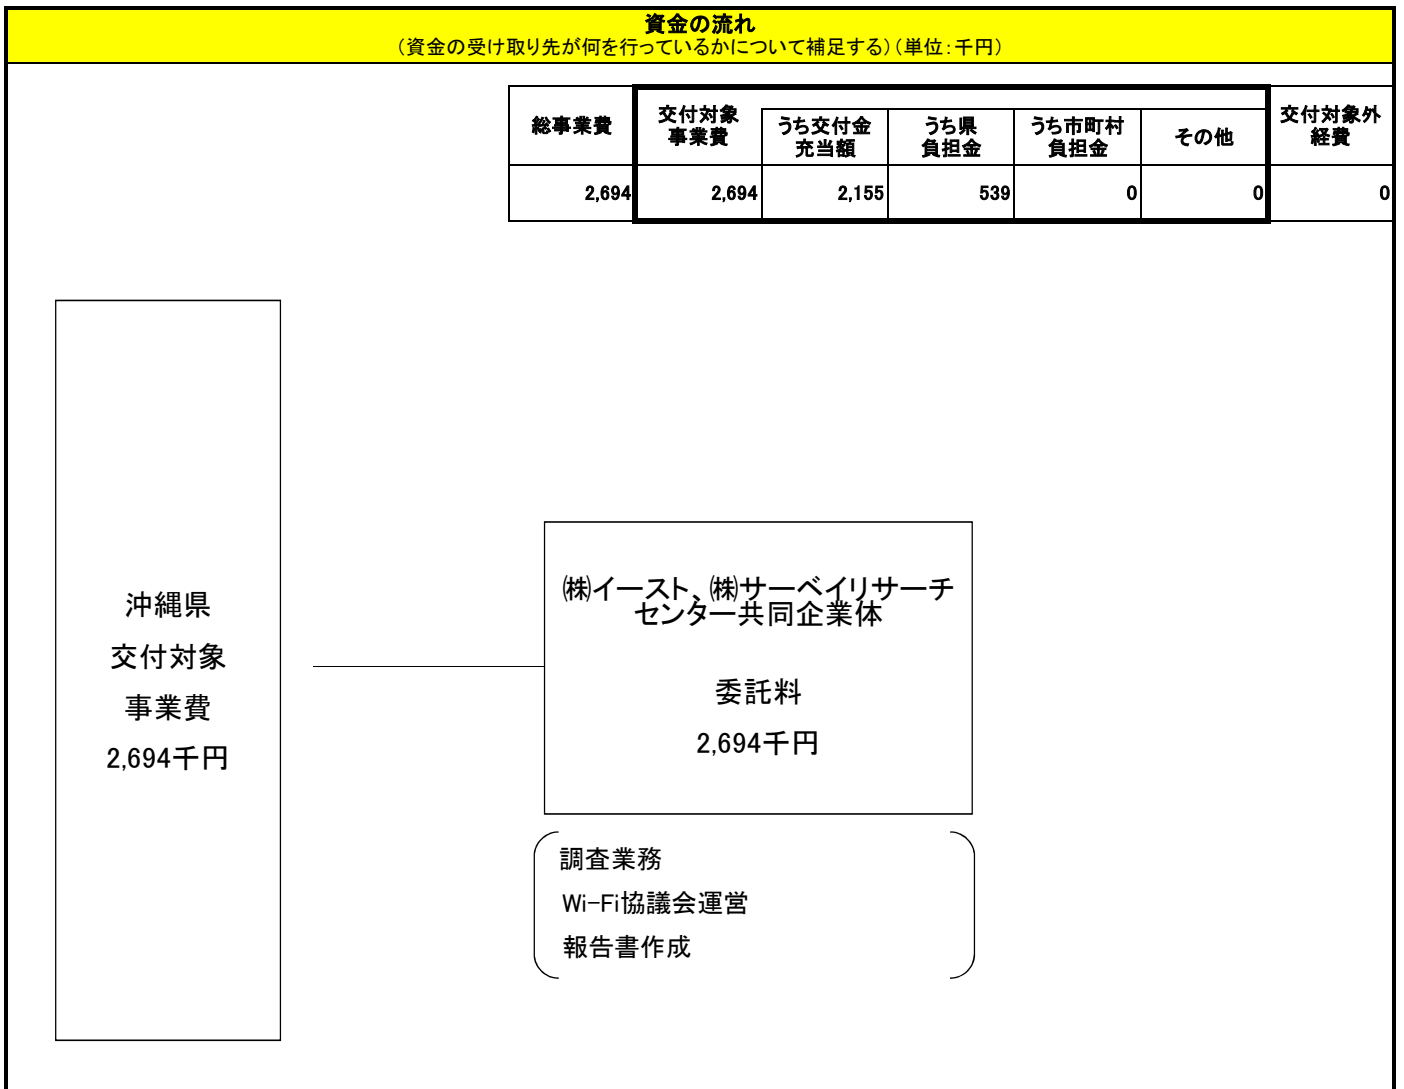 資金の流れ
（資金の受け取り先が何を行っているかについて補足する）（単位：千円）
総事業費
交付対象
事業費
うち交付金
充当額
うち県
負担金
うち市町村
負担金
その他
交付対象外
経費
2,694
2,694
2,155
539
0
0
0
沖縄県
交付対象
事業費
2,694千円
㈱イースト、㈱サーベイリサーチ
センター共同企業体
委託料
2,694千円
調査業務
Wi-Fi協議会運営
報告書作成